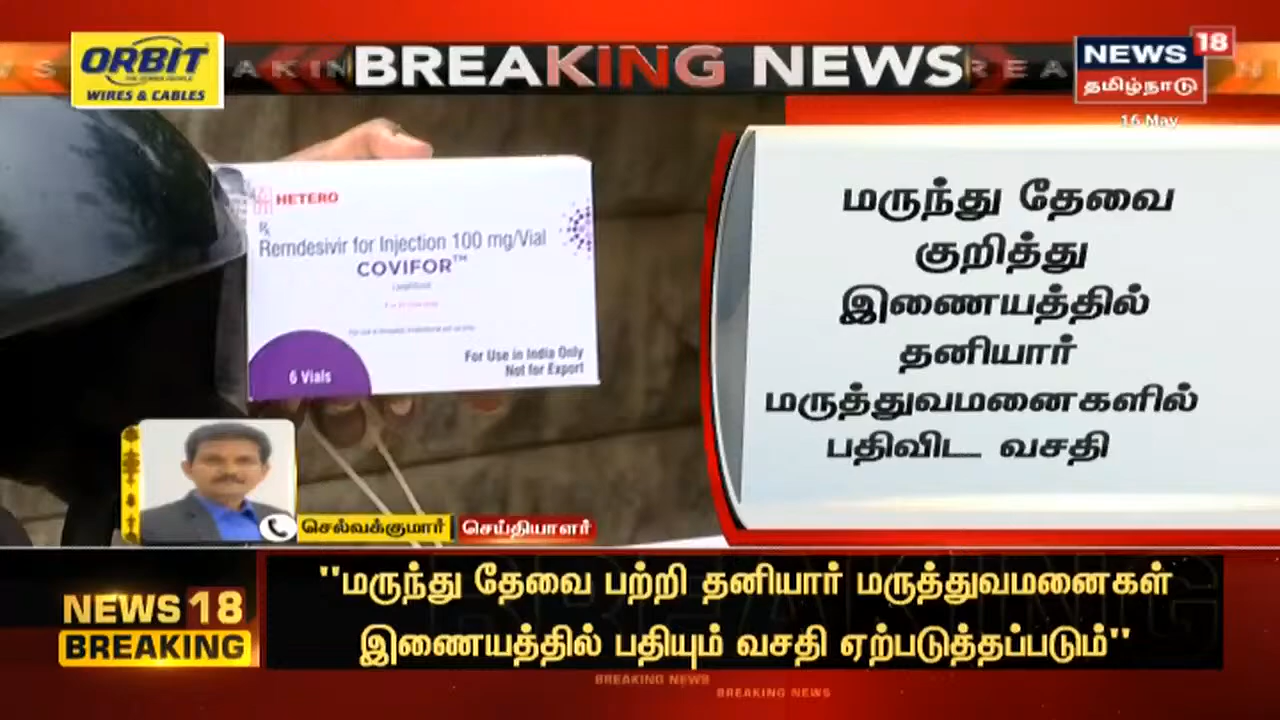 ORBIT
WIRES & CABLES
BREAKING NEWS
NEWS 18
தமிழ்நாடு
16 May
HETERO
Remdesivir for Injection 100 mg/Vial
COVIFOR™
For Use in India Only
Not for Export
6 Vials
மருந்து தேவை
குறித்து
இணையத்தில்
தனியார்
மருத்துவமனைகளில்
பதிவிட வசதி
செல்வக்குமார் செய்தியாளர்
NEWS 18
BREAKING
"மருந்து தேவை பற்றி தனியார் மருத்துவமனைகள்
இணையத்தில் பதியும் வசதி ஏற்படுத்தப்படும்"
BREAKING NEWS
BREAKING NEWS